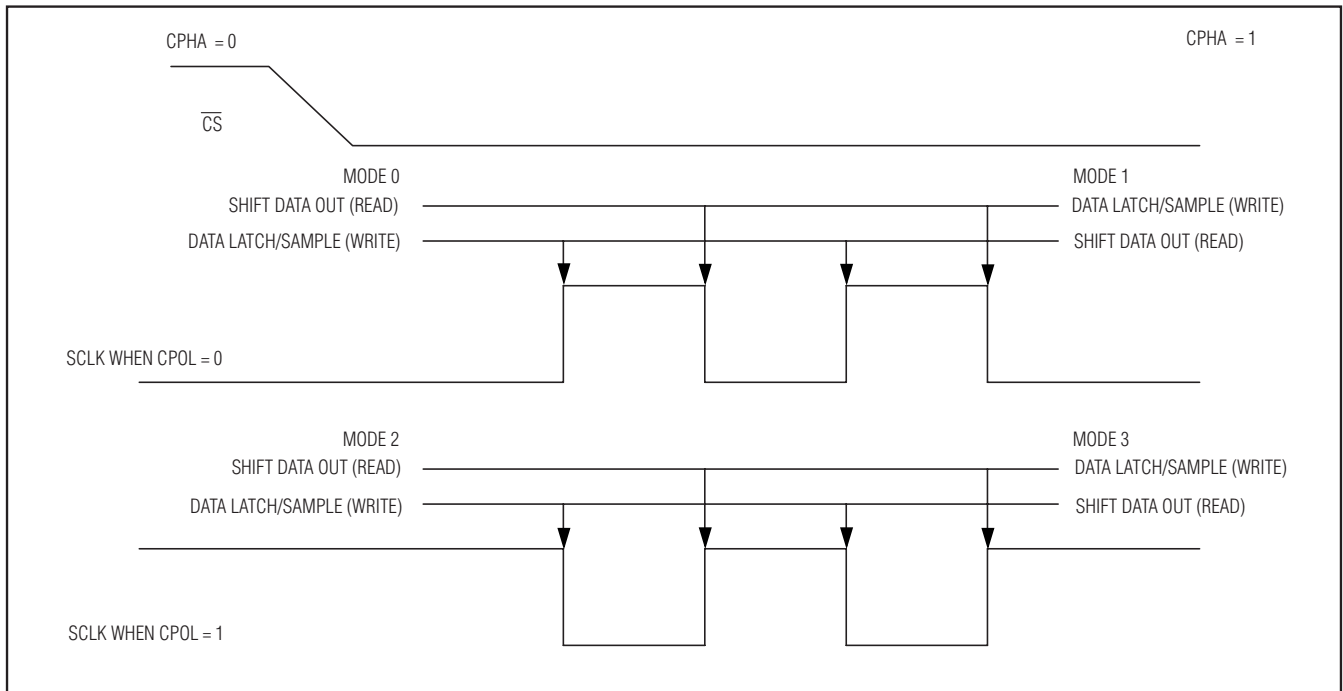 CPHA = 0
CPHA = 1
C̅S̅
MODE 0
MODE 1
SHIFT DATA OUT (READ)
DATA LATCH/SAMPLE (WRITE)
DATA LATCH/SAMPLE (WRITE)
SHIFT DATA OUT (READ)
SCLK WHEN CPOL = 0
MODE 2
MODE 3
SHIFT DATA OUT (READ)
DATA LATCH/SAMPLE (WRITE)
DATA LATCH/SAMPLE (WRITE)
SHIFT DATA OUT (READ)
SCLK WHEN CPOL = 1